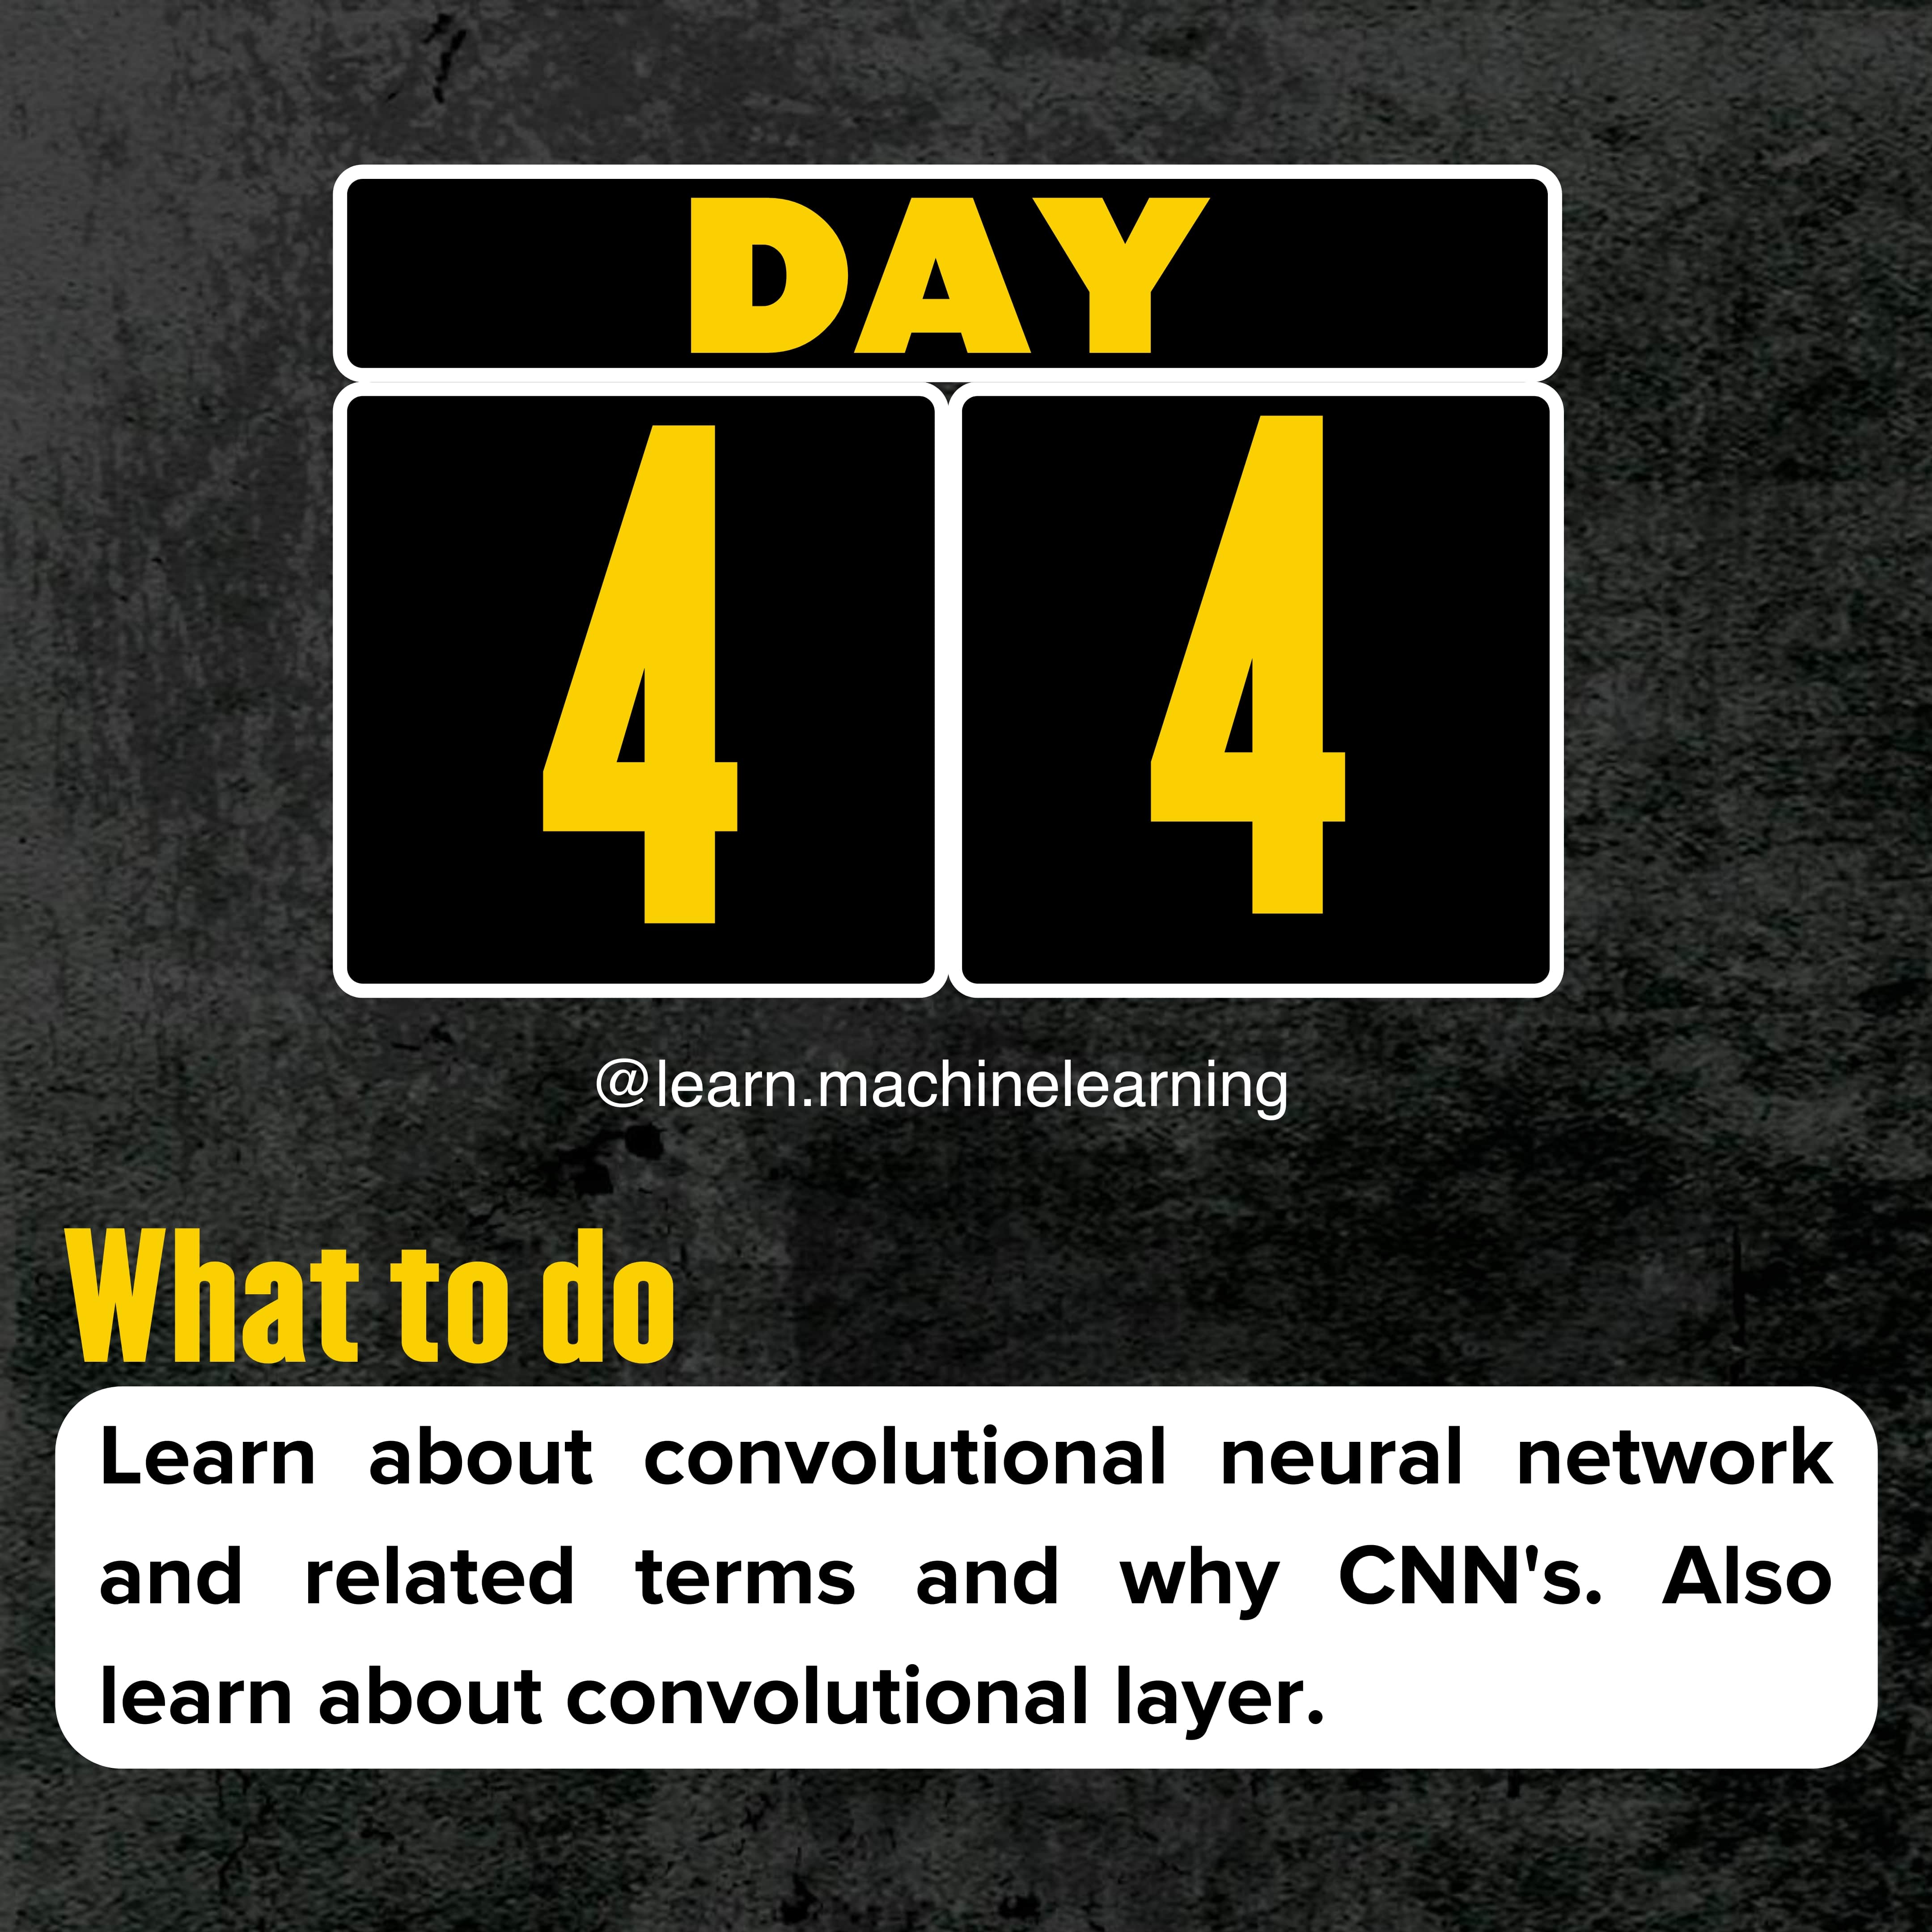 DAY
4 4
@learn.machinelearning
What to do
Learn about convolutional neural network
and related terms and why CNN's. Also
learn about convolutional layer.